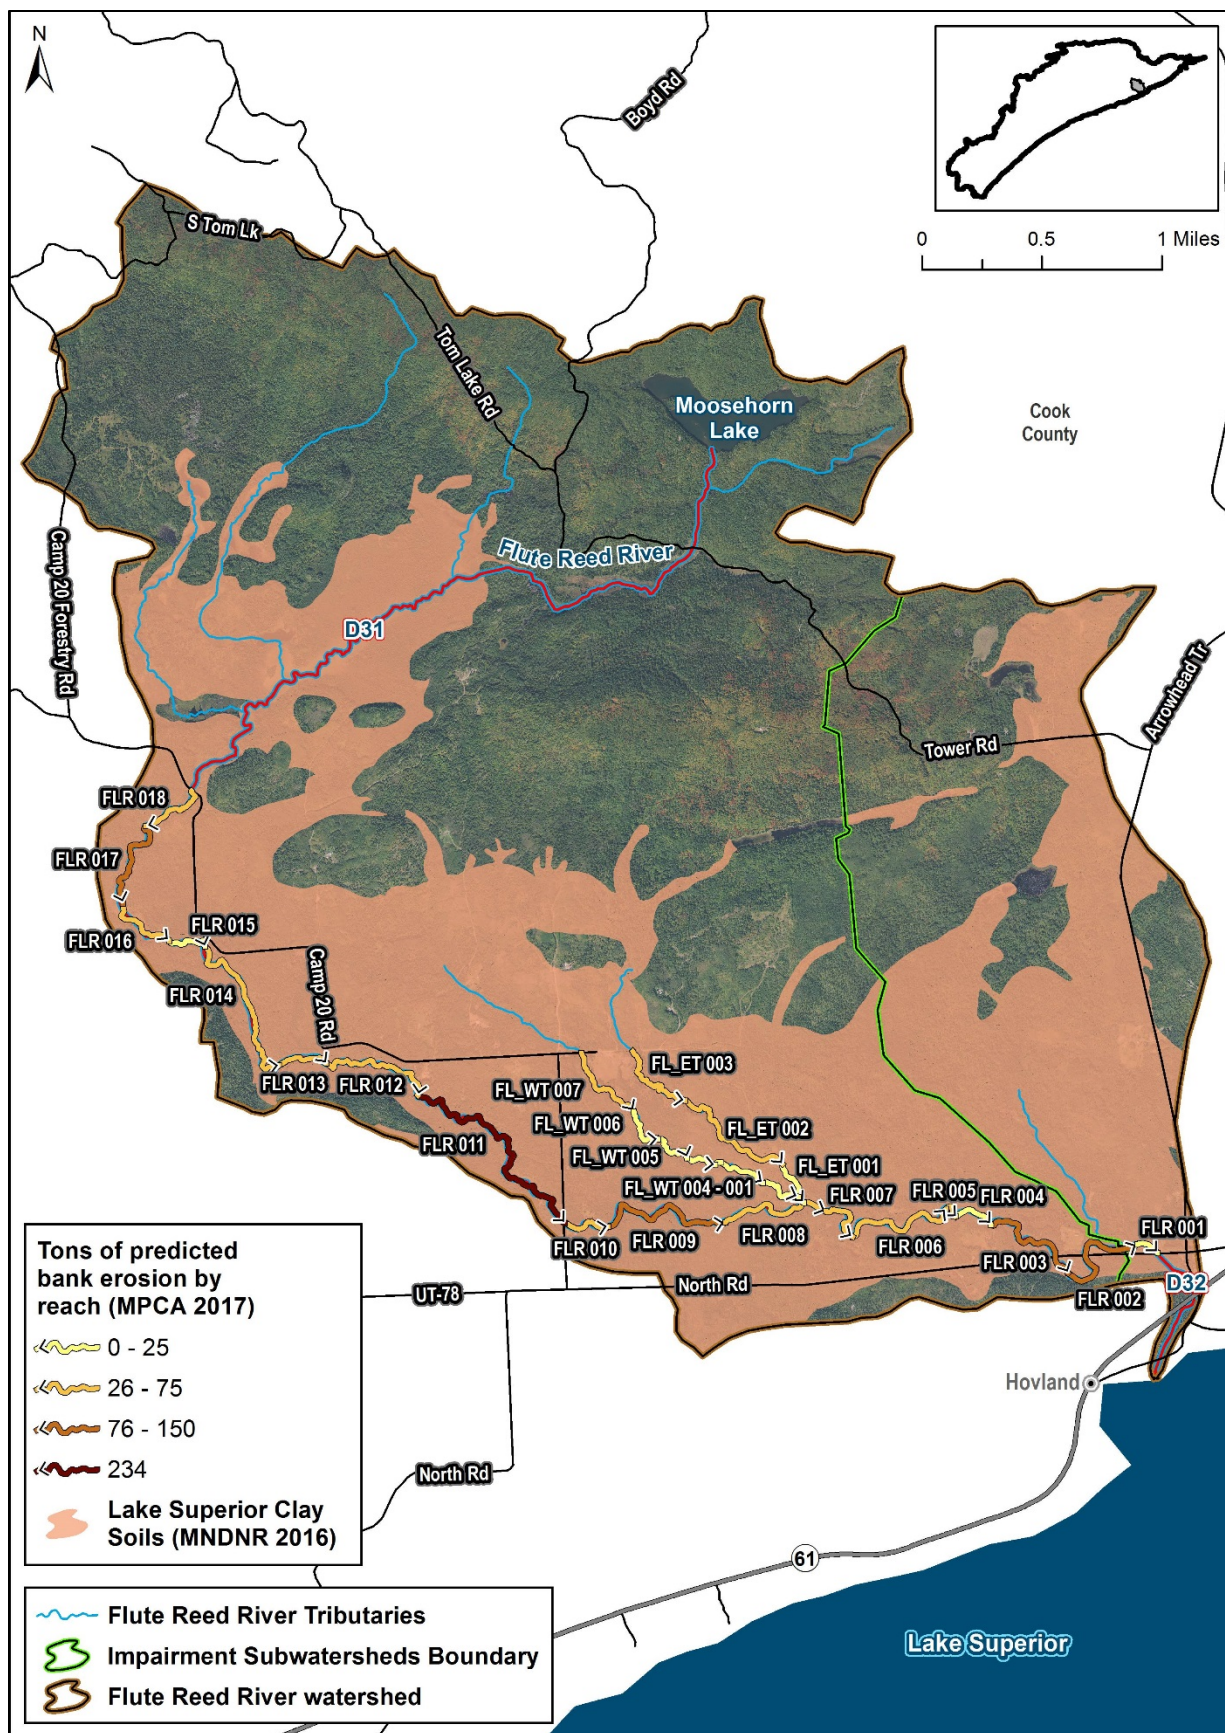 N
Boyd Rd
0 0.5 1 Miles
S Tom Lk
Tom Lake Rd
Moosehorn
Lake
Cook
County
Camp 20 Forestry Rd
Flute Reed River
D31
Arrowhead Tr
Tower Rd
FLR 018
FLR 017
FLR 015
FLR 016
FLR 014
Camp 20 Rd
FLR 013
FLR 012
FL_ET 003
FL_WT 007
FL_WT 006
FL_ET 002
FLR 011
FL_WT 005
FL_ET 001
FL_WT 004 - 001
FLR 007
FLR 005
FLR 004
FLR 010
FLR 009
FLR 008
FLR 006
FLR 003
FLR 001
FLR 002
D32
UT-78
North Rd
Hovland
North Rd
61
Lake Superior
Tons of predicted
bank erosion by
reach (MPCA 2017)
0 - 25
26 - 75
76 - 150
234
Lake Superior Clay
Soils (MNDNR 2016)
Flute Reed River Tributaries
Impairment Subwatersheds Boundary
Flute Reed River watershed